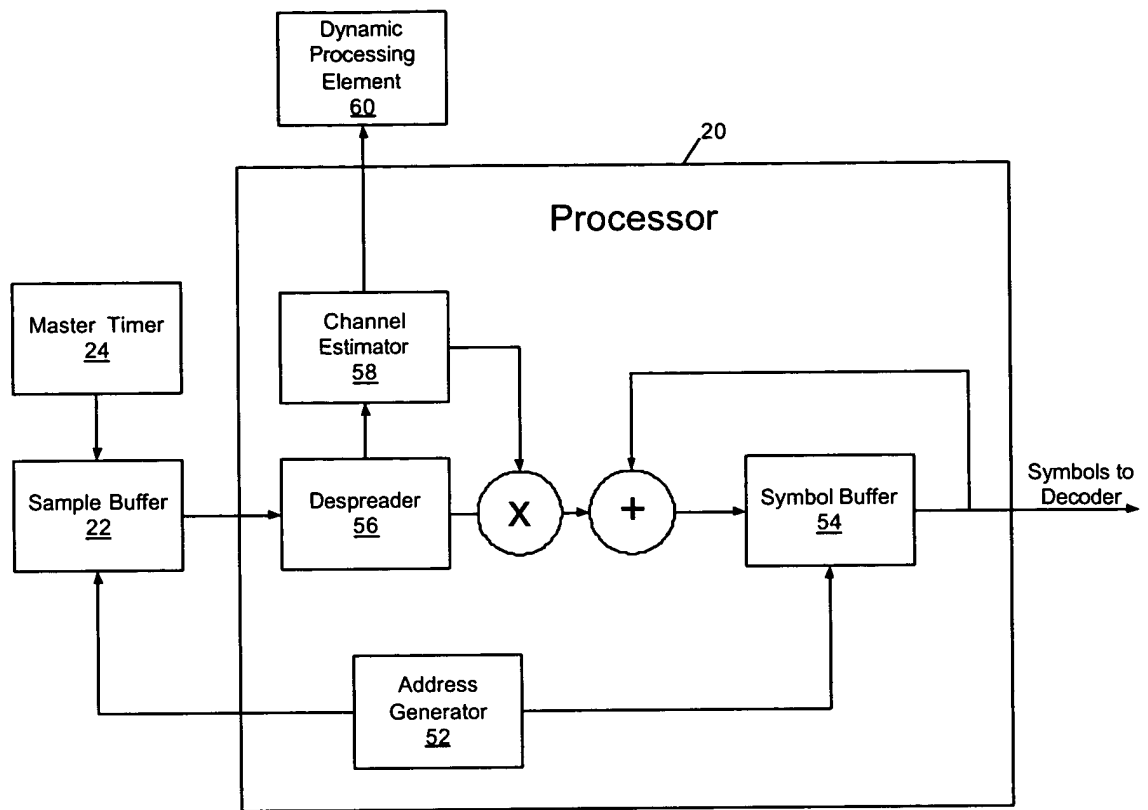 Dynamic
Processing
Element
60
20
Processor
Master Timer
24
Channel
Estimator
58
Sample Buffer
22
Despreader
56
X
+
Symbol Buffer
54
Symbols to
Decoder
Address
Generator
52